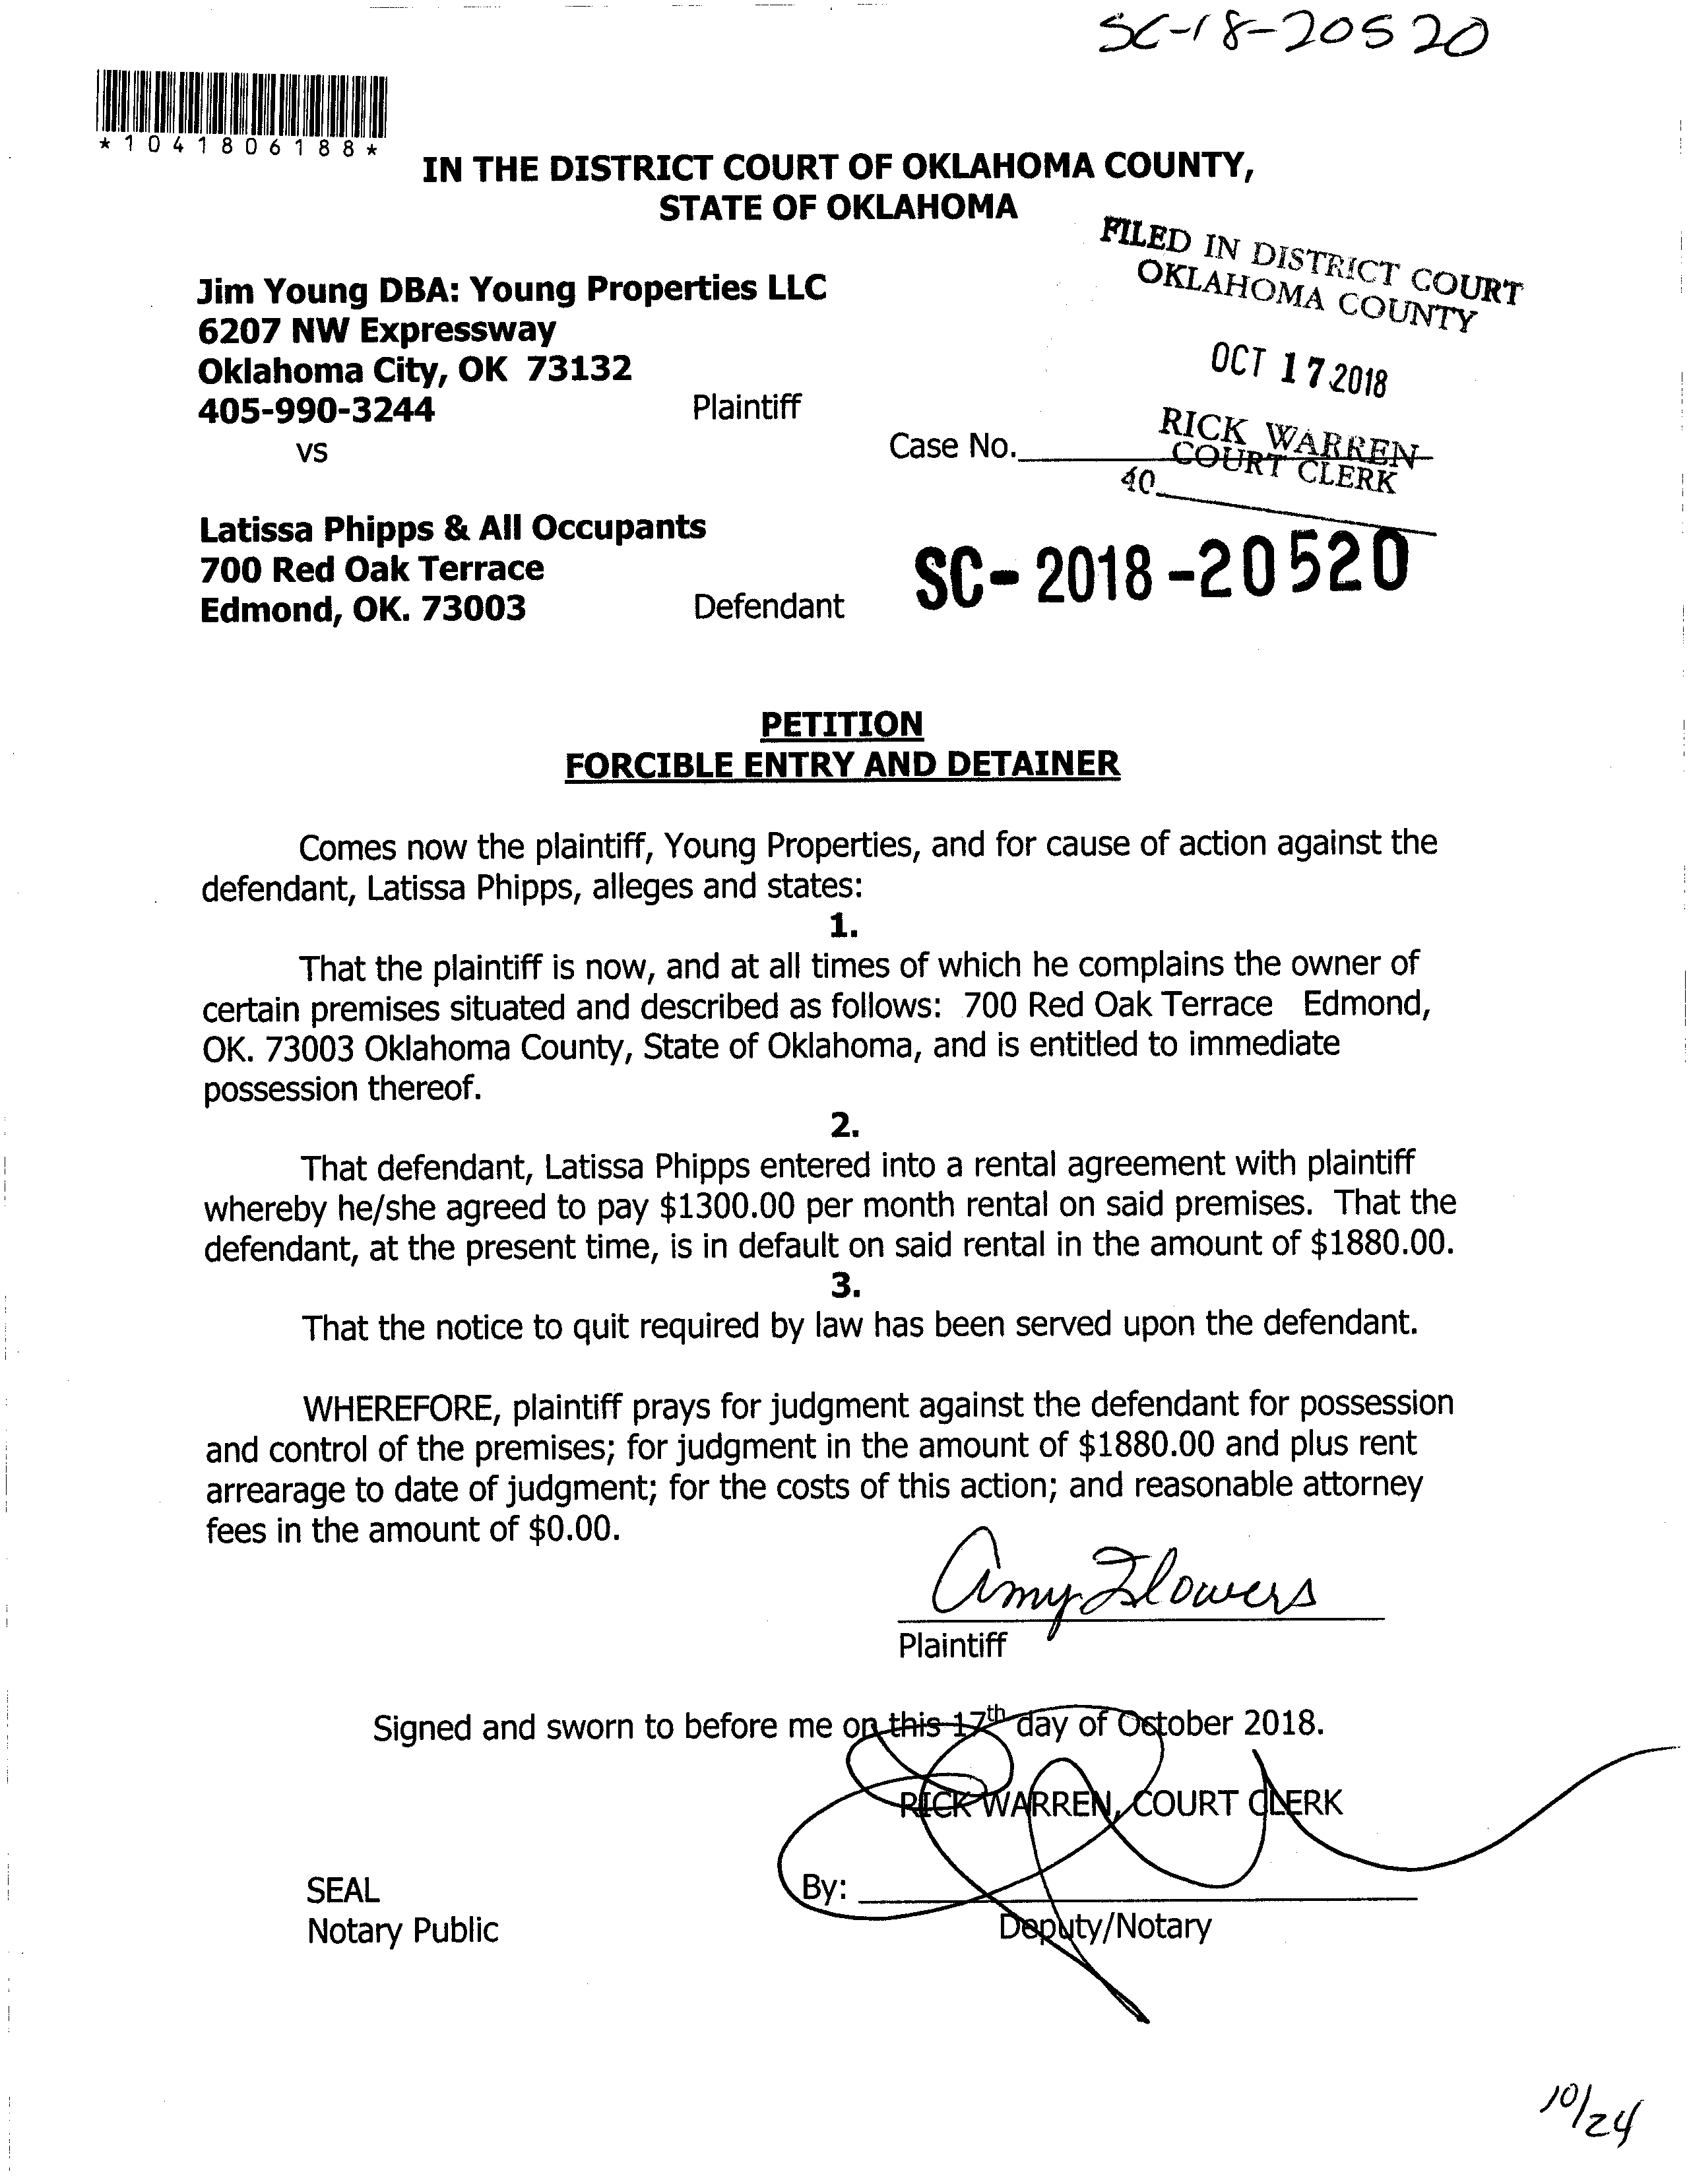 SC-18-20520
*1041806188*
IN THE DISTRICT COURT OF OKLAHOMA COUNTY,
STATE OF OKLAHOMA
FILED IN DISTRICT COURT
OKLAHOMA COUNTY
Jim Young DBA: Young Properties LLC
6207 NW Expressway
Oklahoma City, OK 73132
OCT 17 2018
405-990-3244 Plaintiff
vs
Case No.
RICK WARREN
COURT CLERK
40
Latissa Phipps & All Occupants
700 Red Oak Terrace
Edmond, OK. 73003 Defendant
SC- 2018 -20520
PETITION
FORCIBLE ENTRY AND DETAINER
Comes now the plaintiff, Young Properties, and for cause of action against the
defendant, Latissa Phipps, alleges and states:
1.
That the plaintiff is now, and at all times of which he complains the owner of
certain premises situated and described as follows: 700 Red Oak Terrace Edmond,
OK. 73003 Oklahoma County, State of Oklahoma, and is entitled to immediate
possession thereof.
2.
That defendant, Latissa Phipps entered into a rental agreement with plaintiff
whereby he/she agreed to pay $1300.00 per month rental on said premises. That the
defendant, at the present time, is in default on said rental in the amount of $1880.00.
3.
That the notice to quit required by law has been served upon the defendant.
WHEREFORE, plaintiff prays for judgment against the defendant for possession
and control of the premises; for judgment in the amount of $1880.00 and plus rent
arrearage to date of judgment; for the costs of this action; and reasonable attorney
fees in the amount of $0.00.
Amy Flowers
Plaintiff
Signed and sworn to before me on this 17th day of October 2018.
RICK WARREN, COURT CLERK
SEAL
By:
Notary Public
Deputy/Notary
10/24